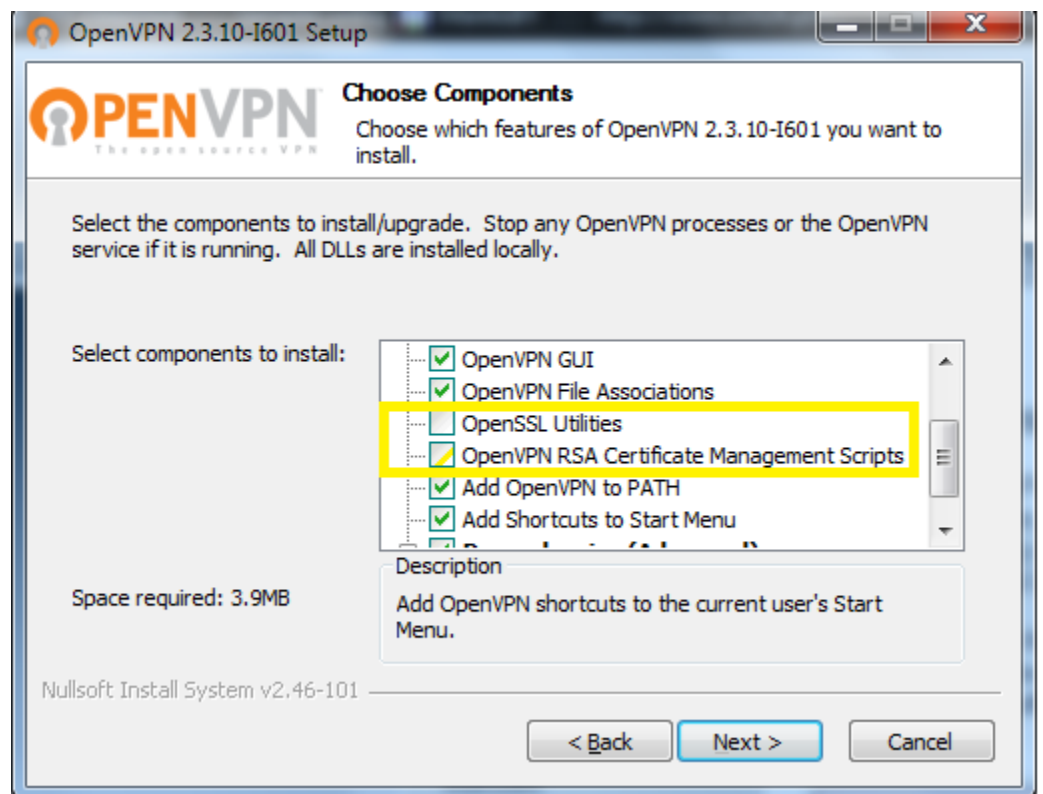 OpenVPN 2.3.10-I601 Setup
OPENVPN
The open source VPN
Choose Components
Choose which features of OpenVPN 2.3.10-I601 you want to
install.
Select the components to install/upgrade. Stop any OpenVPN processes or the OpenVPN
service if it is running. All DLLs are installed locally.
Select components to install:
OpenVPN GUI
OpenVPN File Associations
OpenSSL Utilities
OpenVPN RSA Certificate Management Scripts
Add OpenVPN to PATH
Add Shortcuts to Start Menu
Space required: 3.9MB
Description
Add OpenVPN shortcuts to the current user's Start
Menu.
Nullsoft Install System v2.46-101
< Back
Next >
Cancel